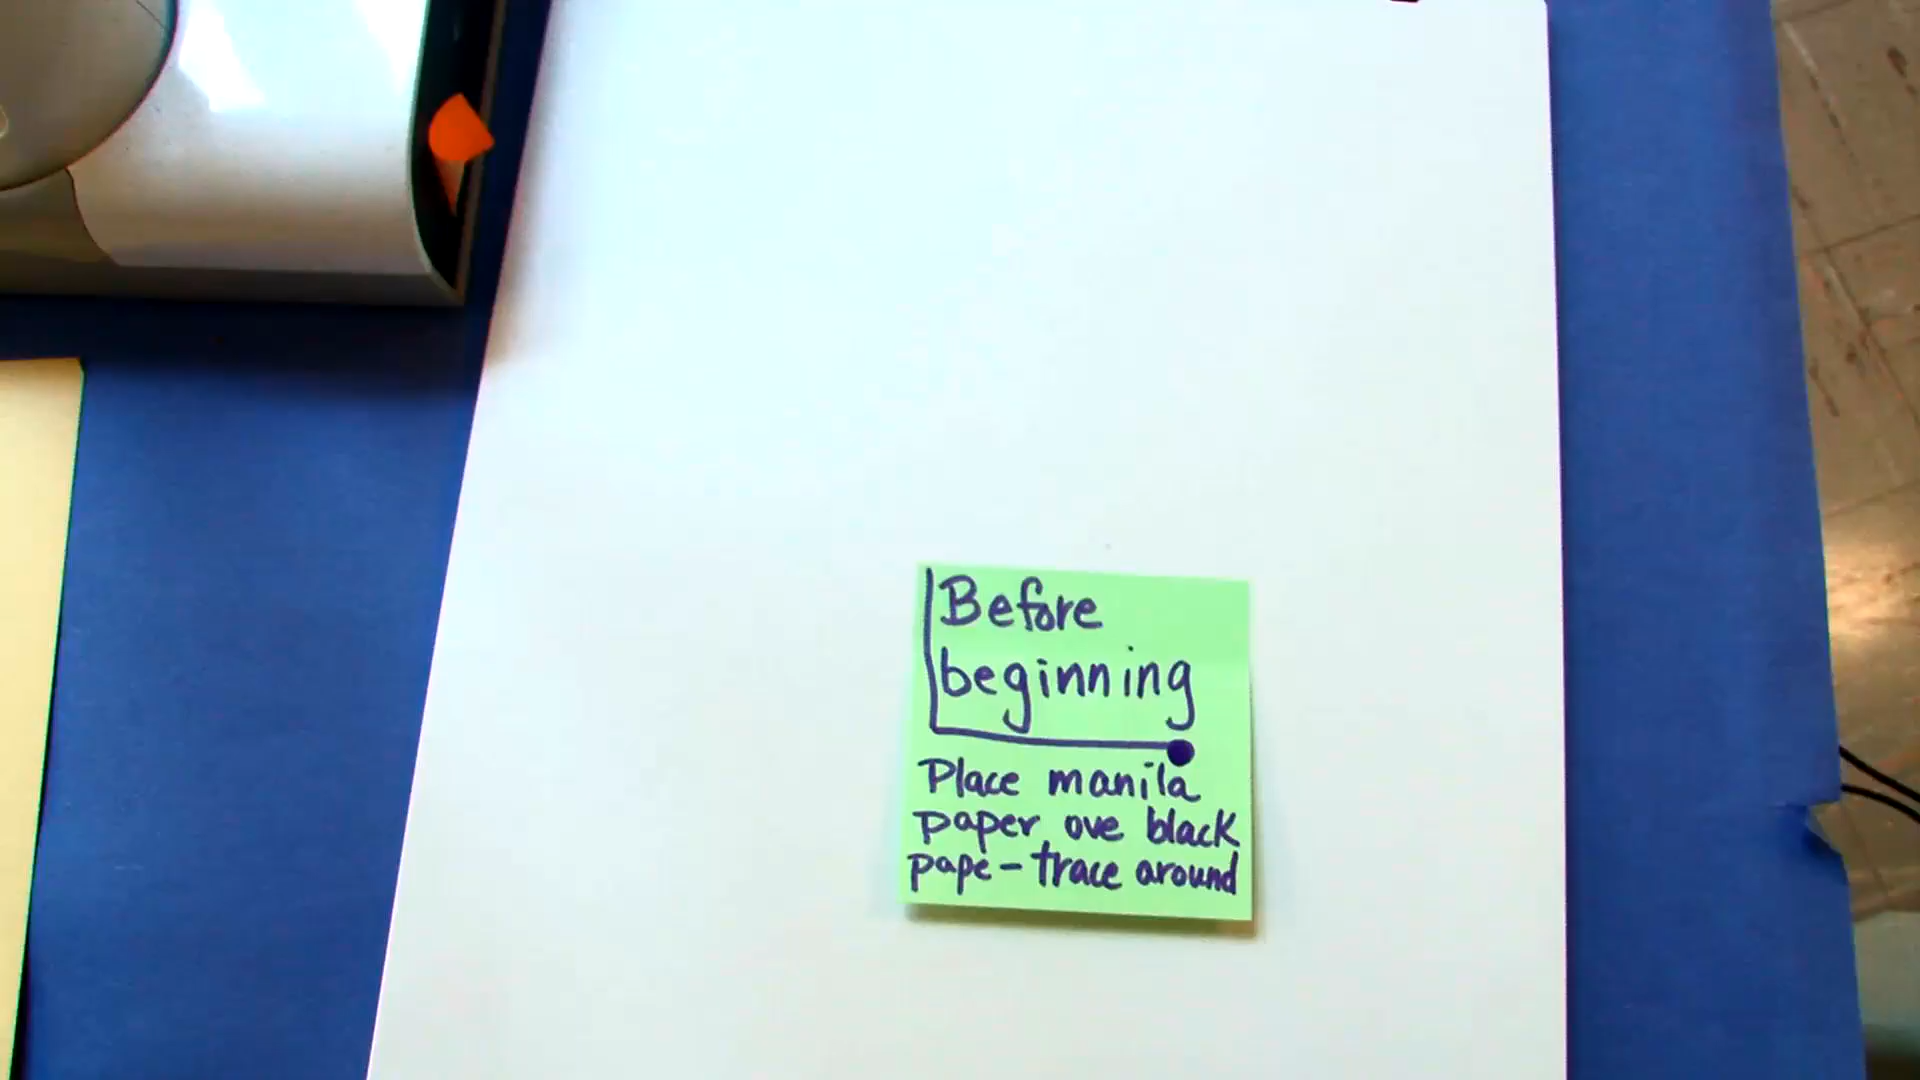 Before
beginning
Place manila
paper ove black
pape - trace around